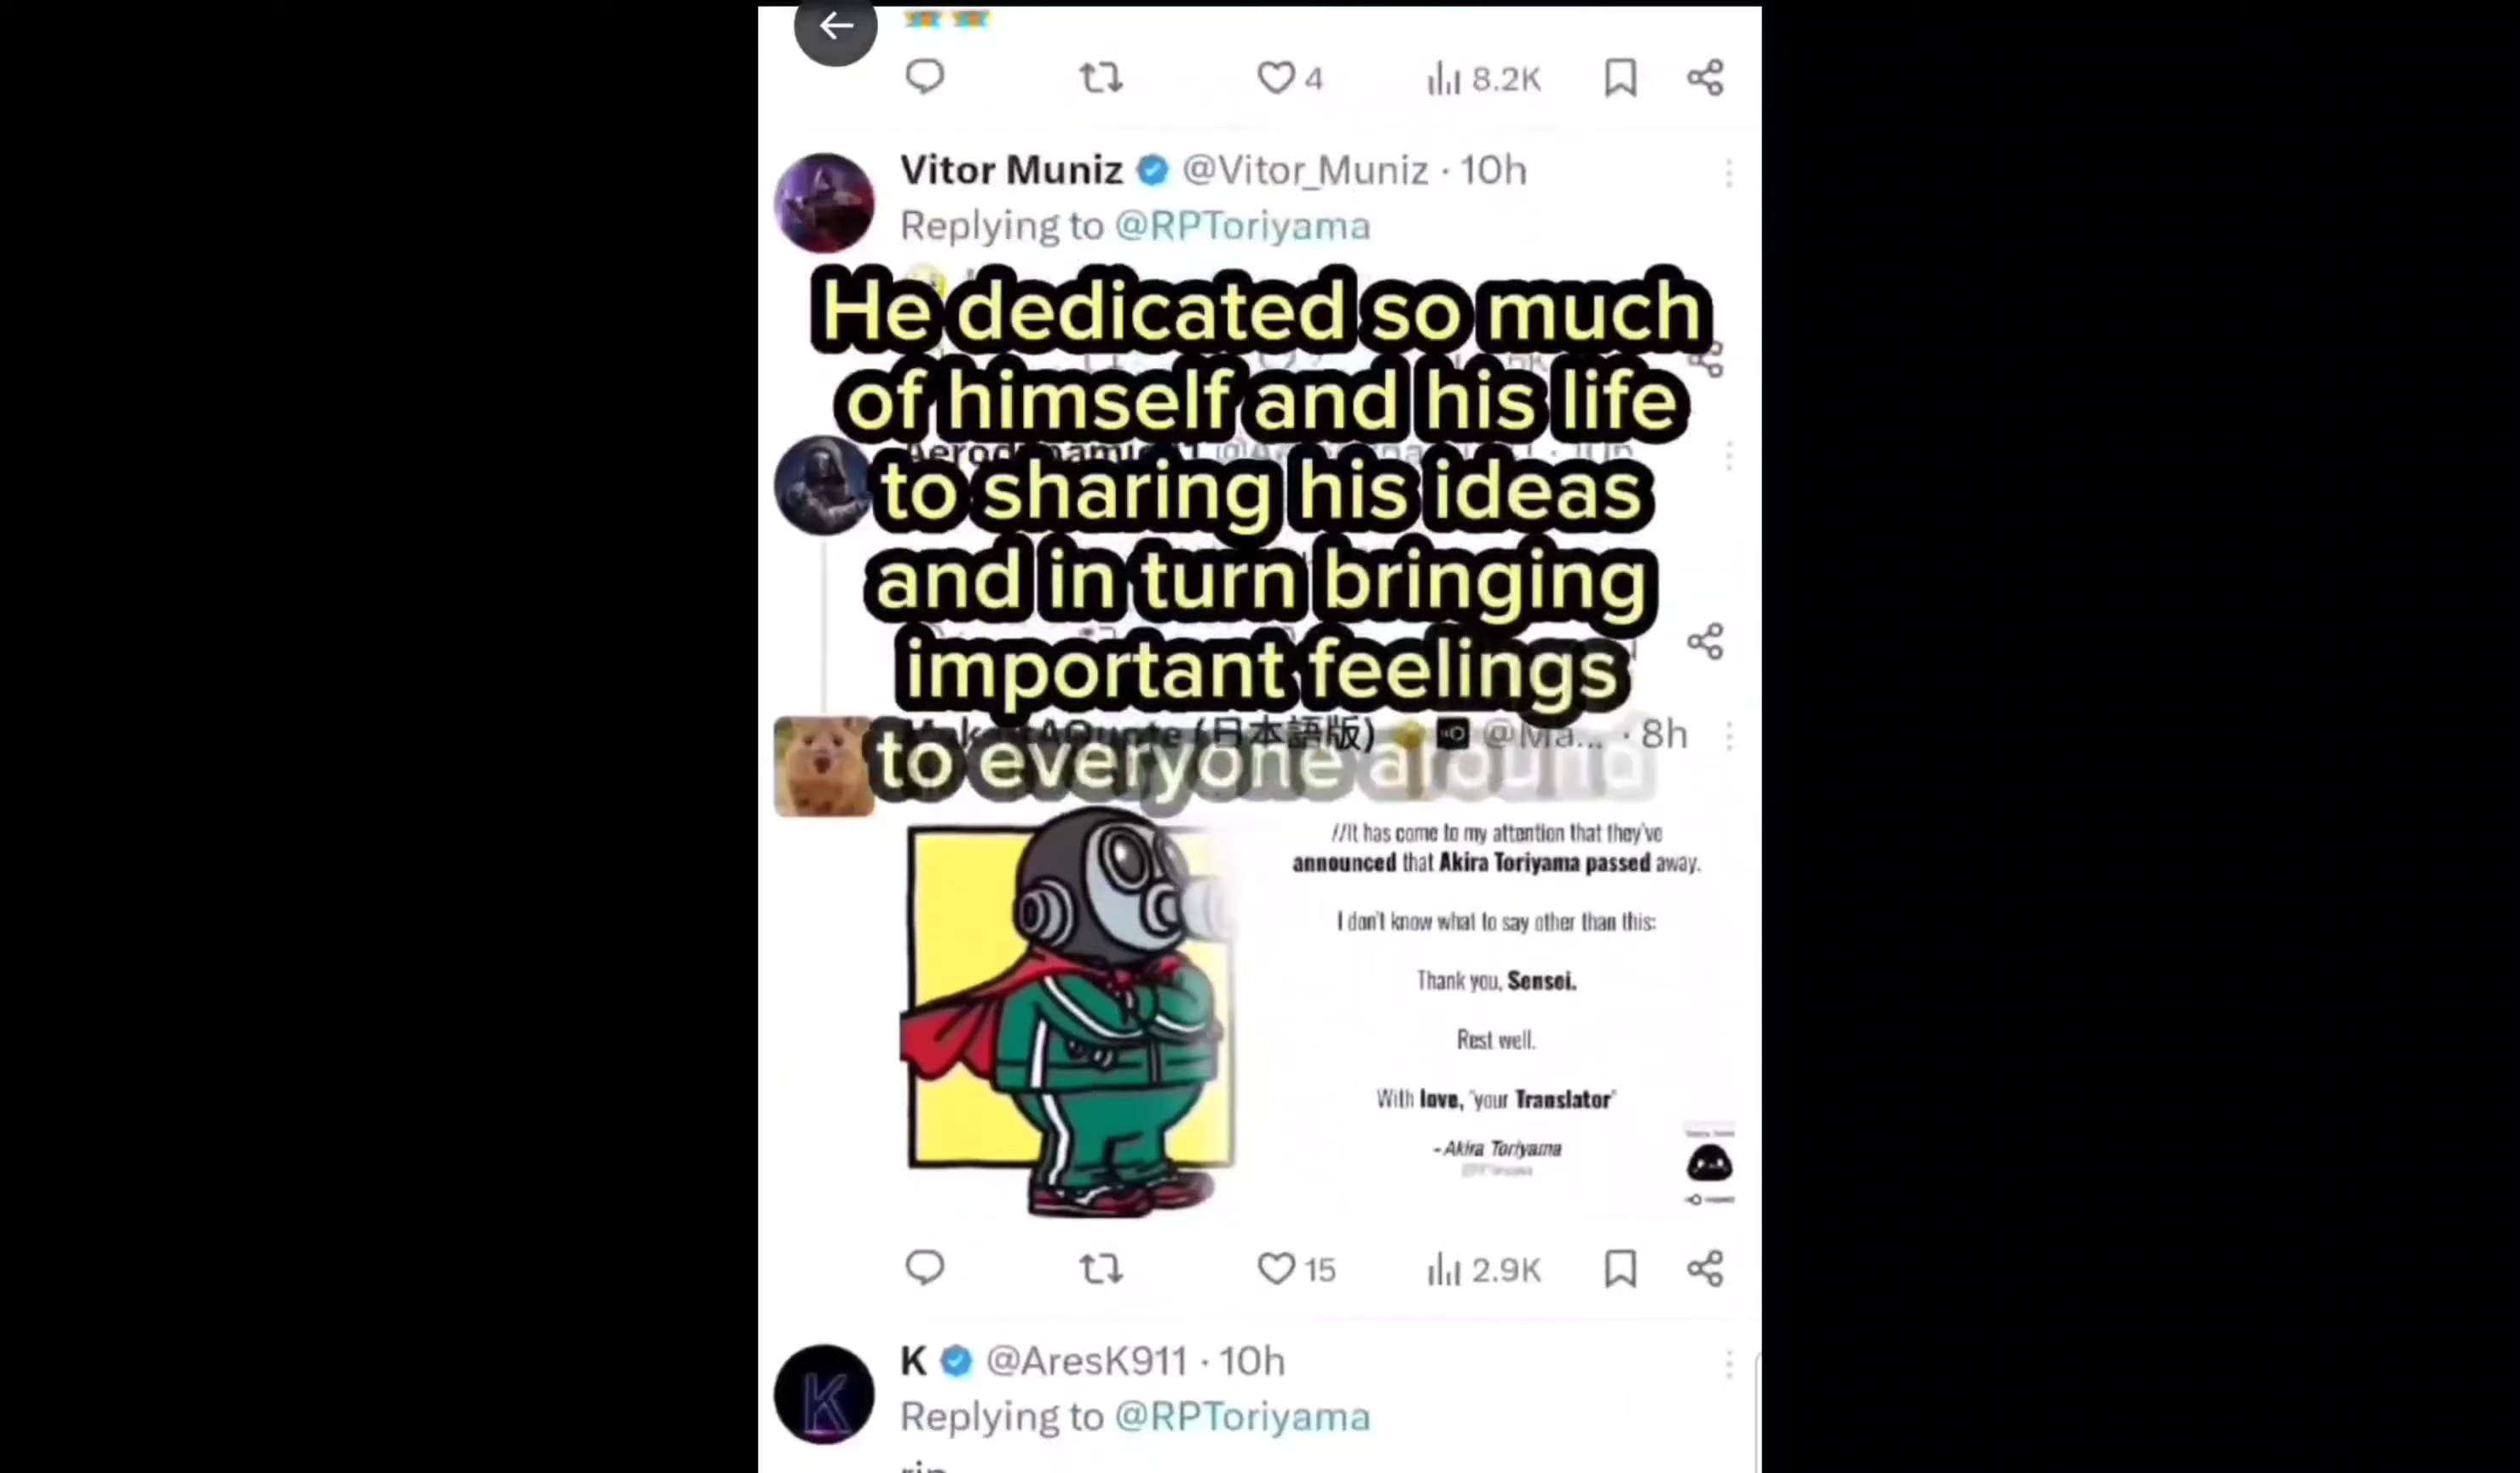 4 8.2K
Vitor Muniz @Vitor_Muniz · 10h
Replying to @RPToriyama
He dedicated so much
of himself and his life
to sharing his ideas
and in turn bringing
important feelings
(日本語版) @Ma... · 8h
to everyone around
//It has come to my attention that they've
announced that Akira Toriyama passed away.
I don't know what to say other than this:
Thank you, Sensei.
Rest well.
With love, "your Translator"
- Akira Toriyama
15 2.9K
K @AresK911 · 10h
Replying to @RPToriyama
rip